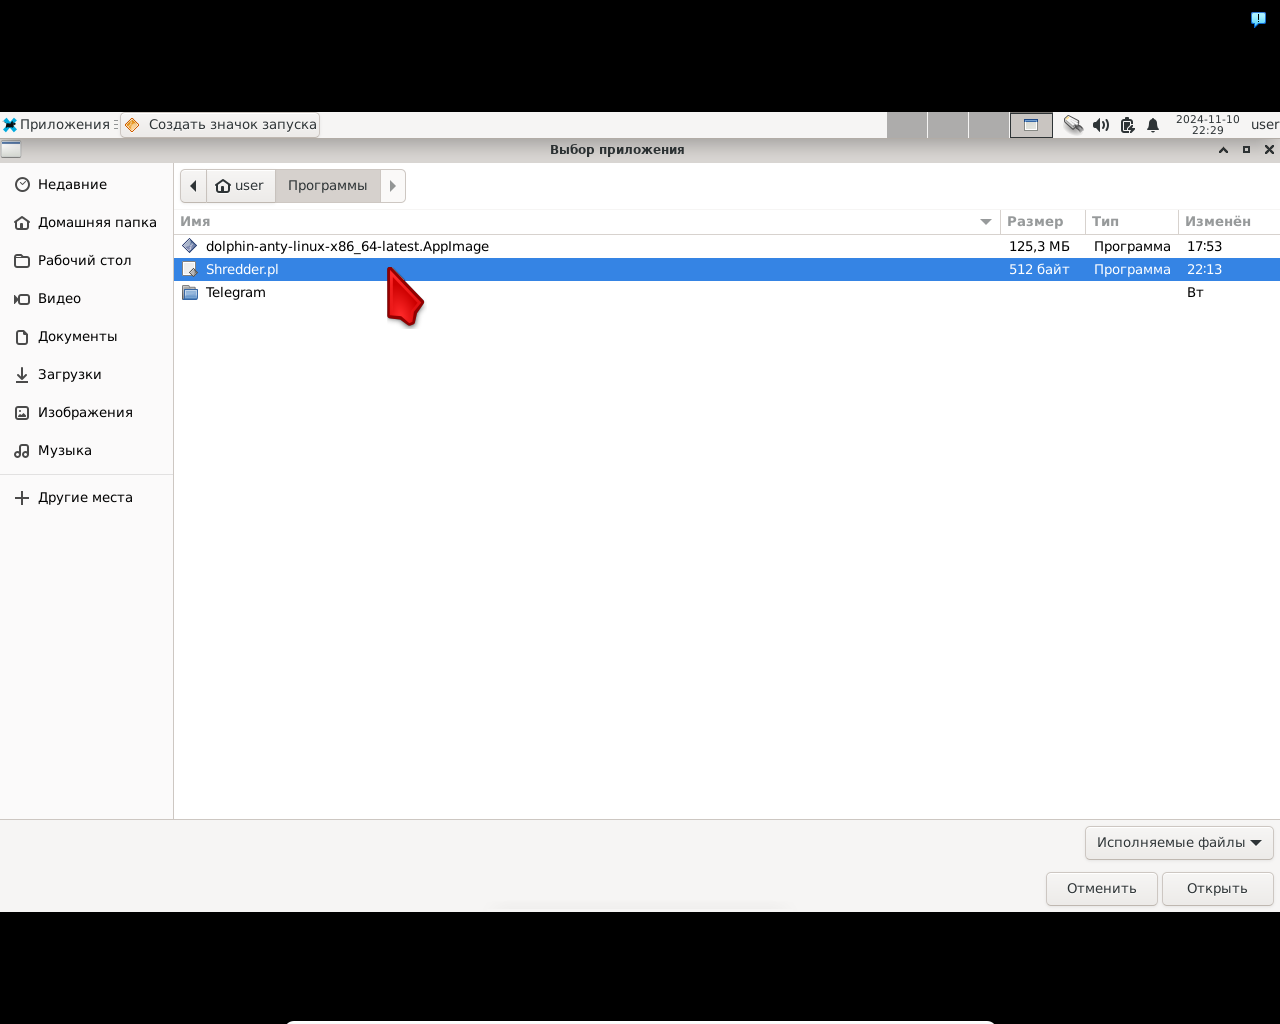 Приложения
Создать значок запуска
2024-11-10
22:29
user
Выбор приложения
Недавние
Домашняя папка
Рабочий стол
Видео
Документы
Загрузки
Изображения
Музыка
Другие места
user
Программы
Имя Размер Тип Изменён
dolphin-anty-linux-x86_64-latest.AppImage 125,3 МБ Программа 17:53
Shredder.pl 512 байт Программа 22:13
Telegram Вт
Исполняемые файлы
Отменить
Открыть